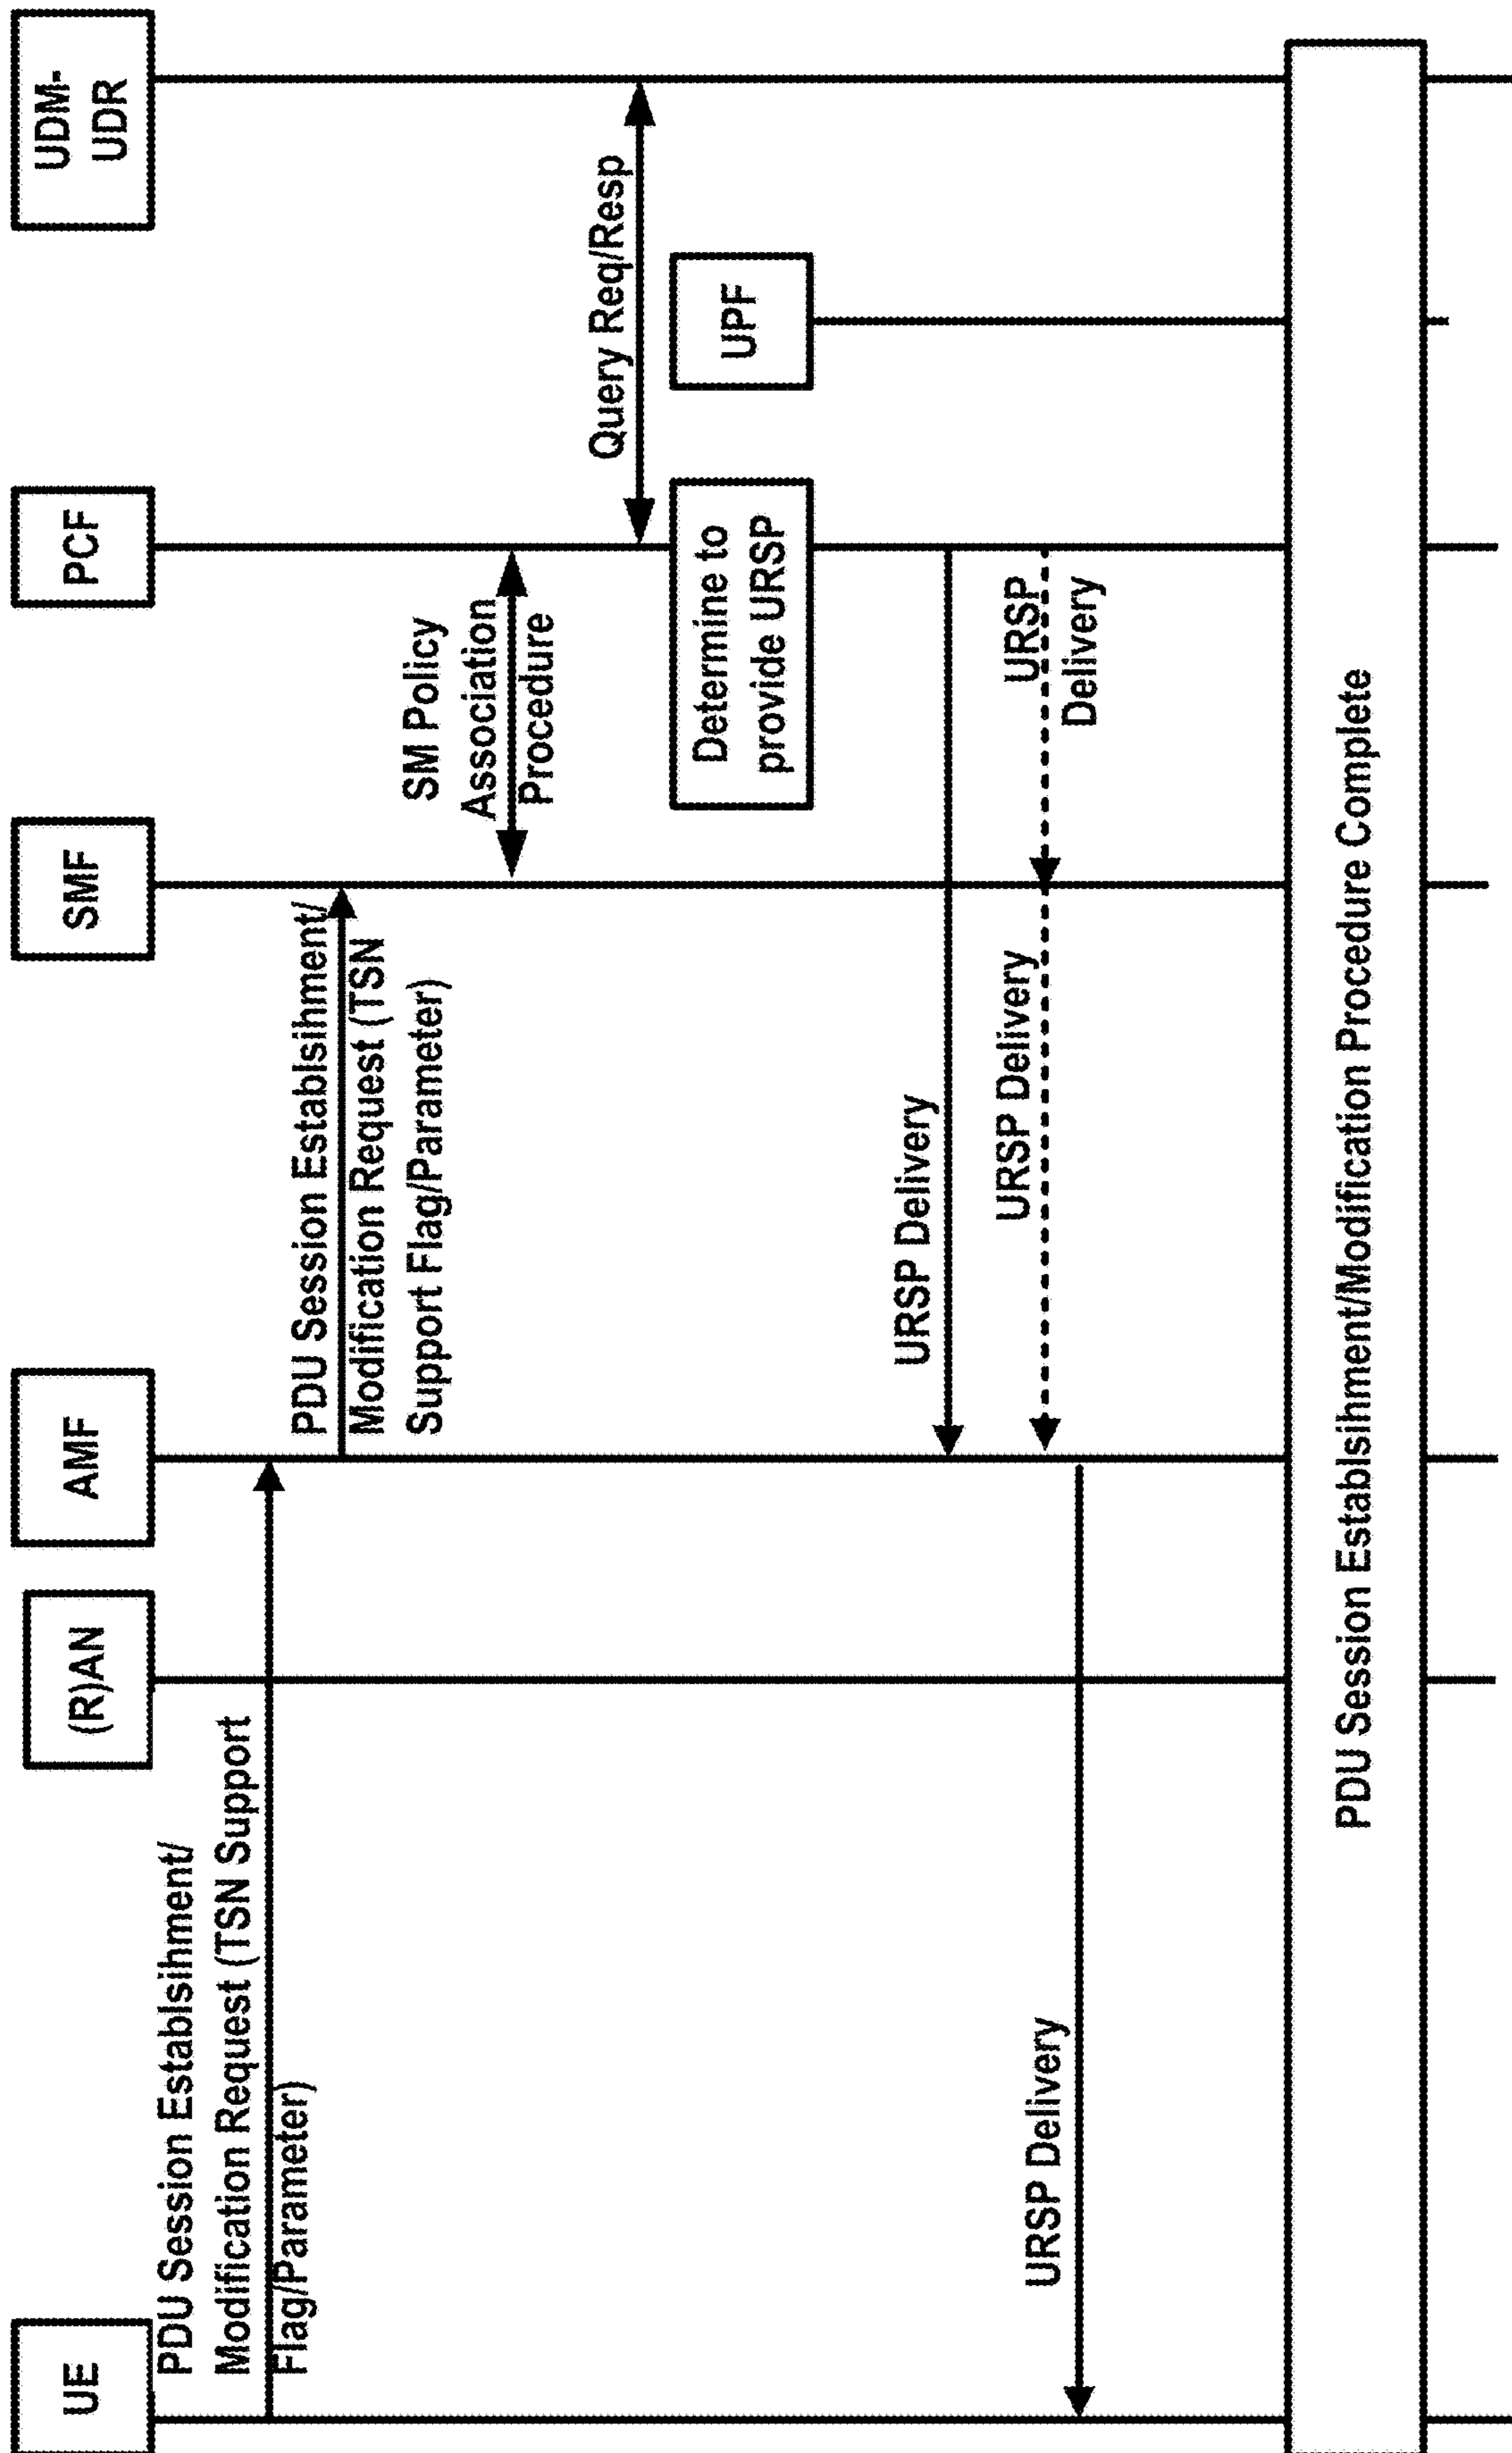 UE
(R)AN
AMF
SMF
PCF
UDM-
UDR
PDU Session Establsihment/
Modification Request (TSN Support
Flag/Parameter)
PDU Session Establsihment/
Modification Request (TSN
Support Flag/Parameter)
SM Policy
Association
Procedure
Query Req/Resp
Determine to
provide URSP
UPF
URSP Delivery
URSP
Delivery
URSP Delivery
URSP Delivery
PDU Session Establsihment/Modification Procedure Complete